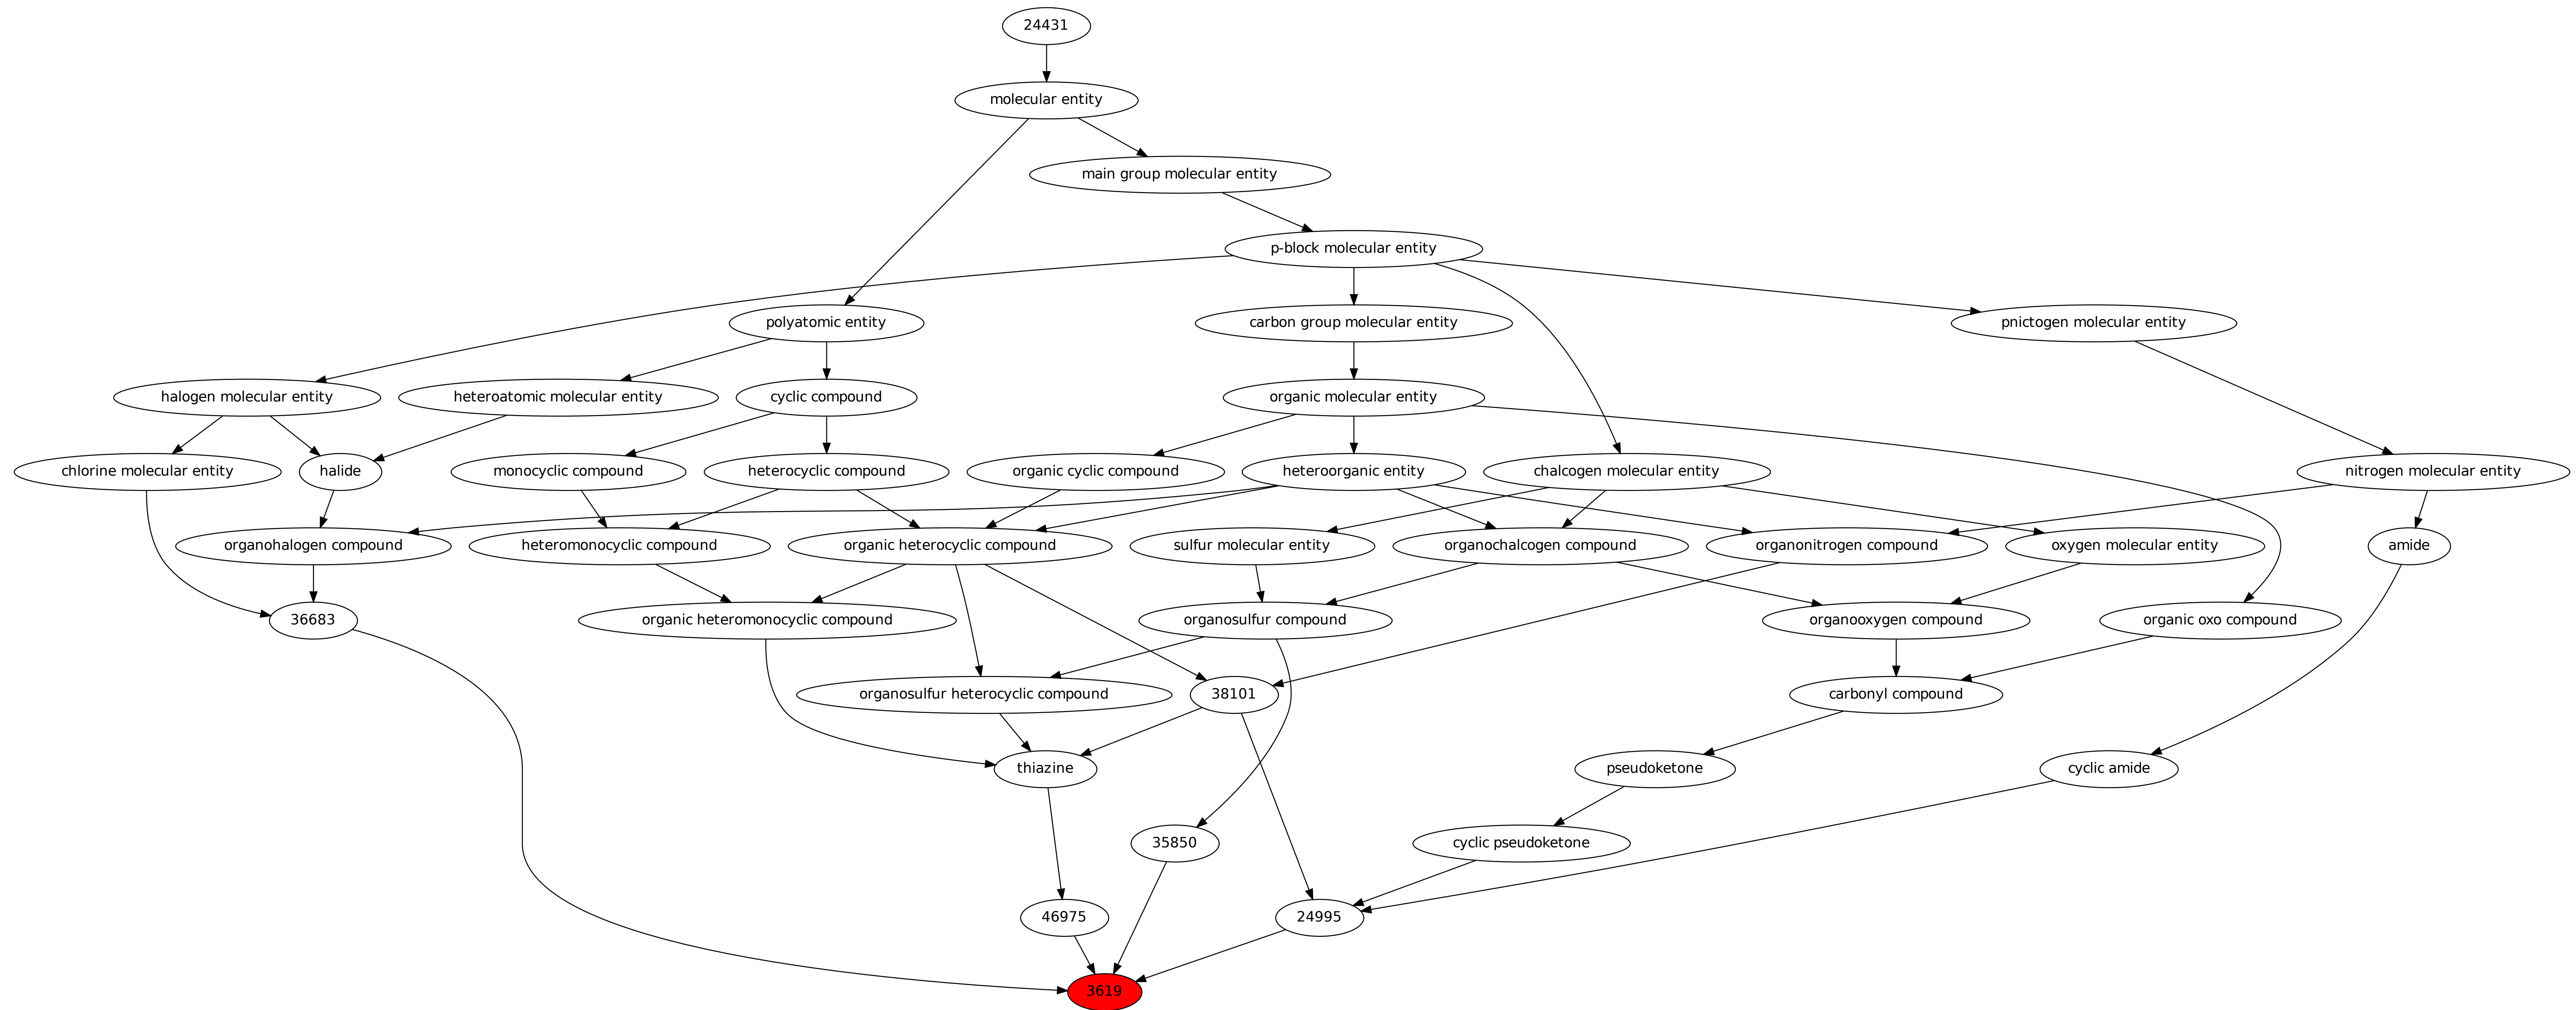 24431
molecular entity
main group molecular entity
p-block molecular entity
polyatomic entity
carbon group molecular entity
pnictogen molecular entity
halogen molecular entity
heteroatomic molecular entity
cyclic compound
organic molecular entity
chlorine molecular entity
halide
monocyclic compound
heterocyclic compound
organic cyclic compound
heteroorganic entity
chalcogen molecular entity
nitrogen molecular entity
organohalogen compound
heteromonocyclic compound
organic heterocyclic compound
sulfur molecular entity
organochalcogen compound
organonitrogen compound
oxygen molecular entity
amide
36683
organic heteromonocyclic compound
organosulfur compound
organooxygen compound
organic oxo compound
organosulfur heterocyclic compound
38101
carbonyl compound
thiazine
pseudoketone
cyclic amide
35850
cyclic pseudoketone
46975
24995
3619